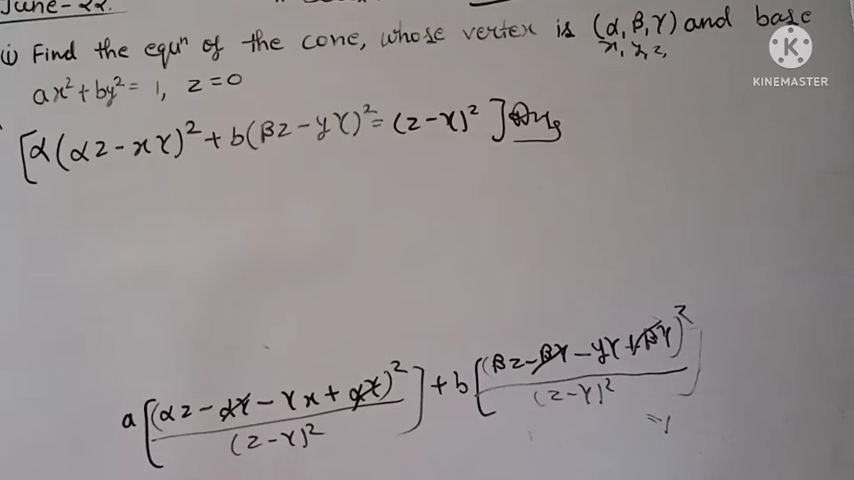 June-22.
(i) Find the equⁿ of the cone, whose vertex is (α, β, γ) and base
x, y, z,
ax² + by² = 1, z = 0
KINEMASTER
[α(αz - xγ)² + b(βz - yγ)² = (z - γ)²] Ans
a[(αz - αγ - γx + αγ)² / (z - γ)²] + b[(βz - βγ - yγ + βγ)² / (z - γ)²]
=1